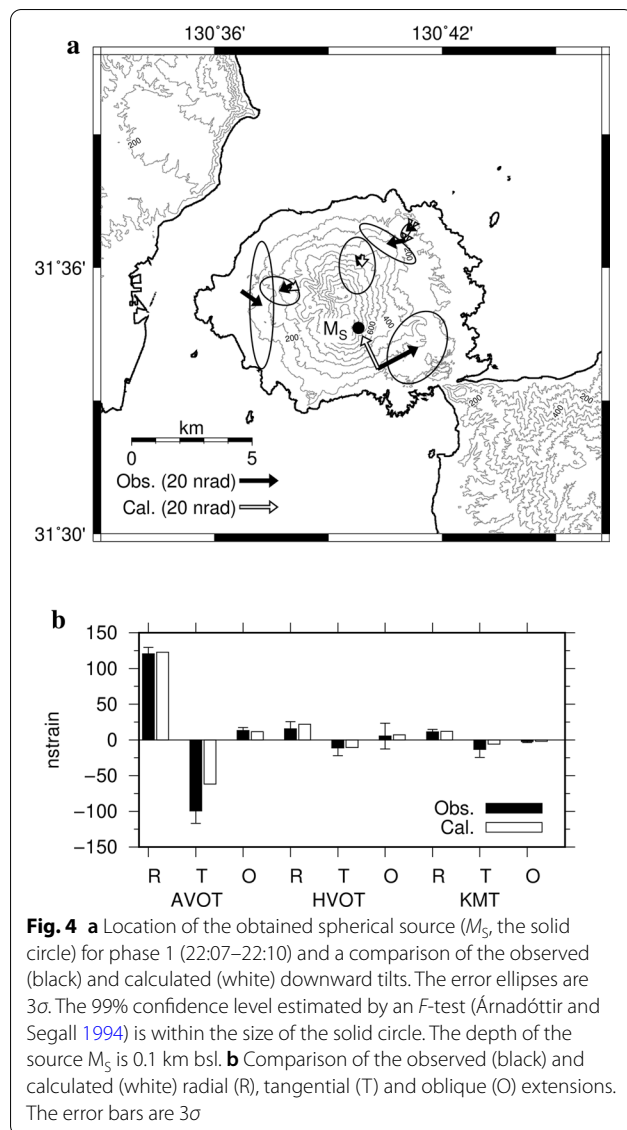 a
130˚36' 130˚42'
200
31˚36'
400
M_S
400
600
200
200
200
400
km
0 5
Obs. (20 nrad)
Cal. (20 nrad)
31˚30'
b
150
100
50
0
−50
−100
−150
nstrain
Obs.
Cal.
R T O R T O R T O
AVOT HVOT KMT
Fig. 4 a Location of the obtained spherical source (M_S, the solid
circle) for phase 1 (22:07–22:10) and a comparison of the observed
(black) and calculated (white) downward tilts. The error ellipses are
3σ. The 99% confidence level estimated by an F-test (Árnadóttir and
Segall 1994) is within the size of the solid circle. The depth of the
source M_S is 0.1 km bsl. b Comparison of the observed (black) and
calculated (white) radial (R), tangential (T) and oblique (O) extensions.
The error bars are 3σ